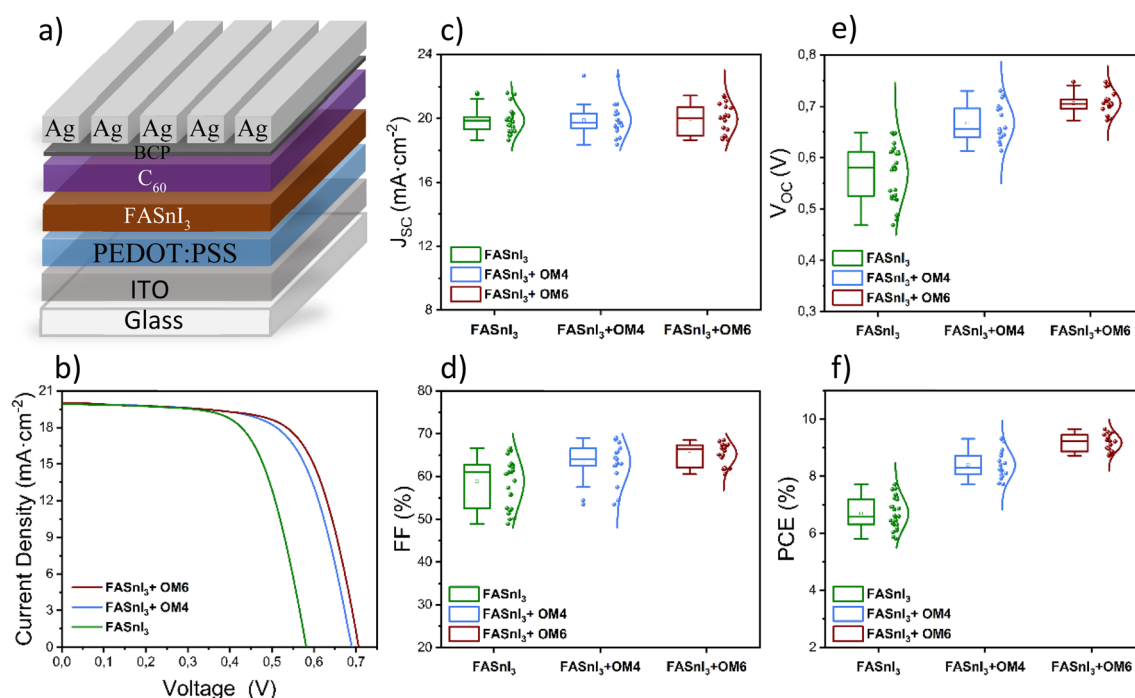 a)
Ag Ag Ag Ag Ag
BCP
C₆₀
FASnI₃
PEDOT:PSS
ITO
Glass
b)
Current Density (mA·cm⁻²)
21
18
15
12
9
6
3
0
FASnI₃+ OM6
FASnI₃+ OM4
FASnI₃
0,0 0,1 0,2 0,3 0,4 0,5 0,6 0,7
Voltage (V)
c)
J_SC (mA·cm⁻²)
24
20
16
12
8
FASnI₃
FASnI₃+ OM4
FASnI₃+ OM6
FASnI₃ FASnI₃+OM4 FASnI₃+OM6
d)
FF (%)
80
70
60
50
40
30
20
FASnI₃
FASnI₃+ OM4
FASnI₃+ OM6
FASnI₃ FASnI₃+OM4 FASnI₃+OM6
e)
V_OC (V)
0,8
0,7
0,6
0,5
0,4
0,3
FASnI₃
FASnI₃+ OM4
FASnI₃+ OM6
FASnI₃ FASnI₃+OM4 FASnI₃+OM6
f)
PCE (%)
10
8
6
4
2
FASnI₃
FASnI₃+ OM4
FASnI₃+ OM6
FASnI₃ FASnI₃+OM4 FASnI₃+OM6